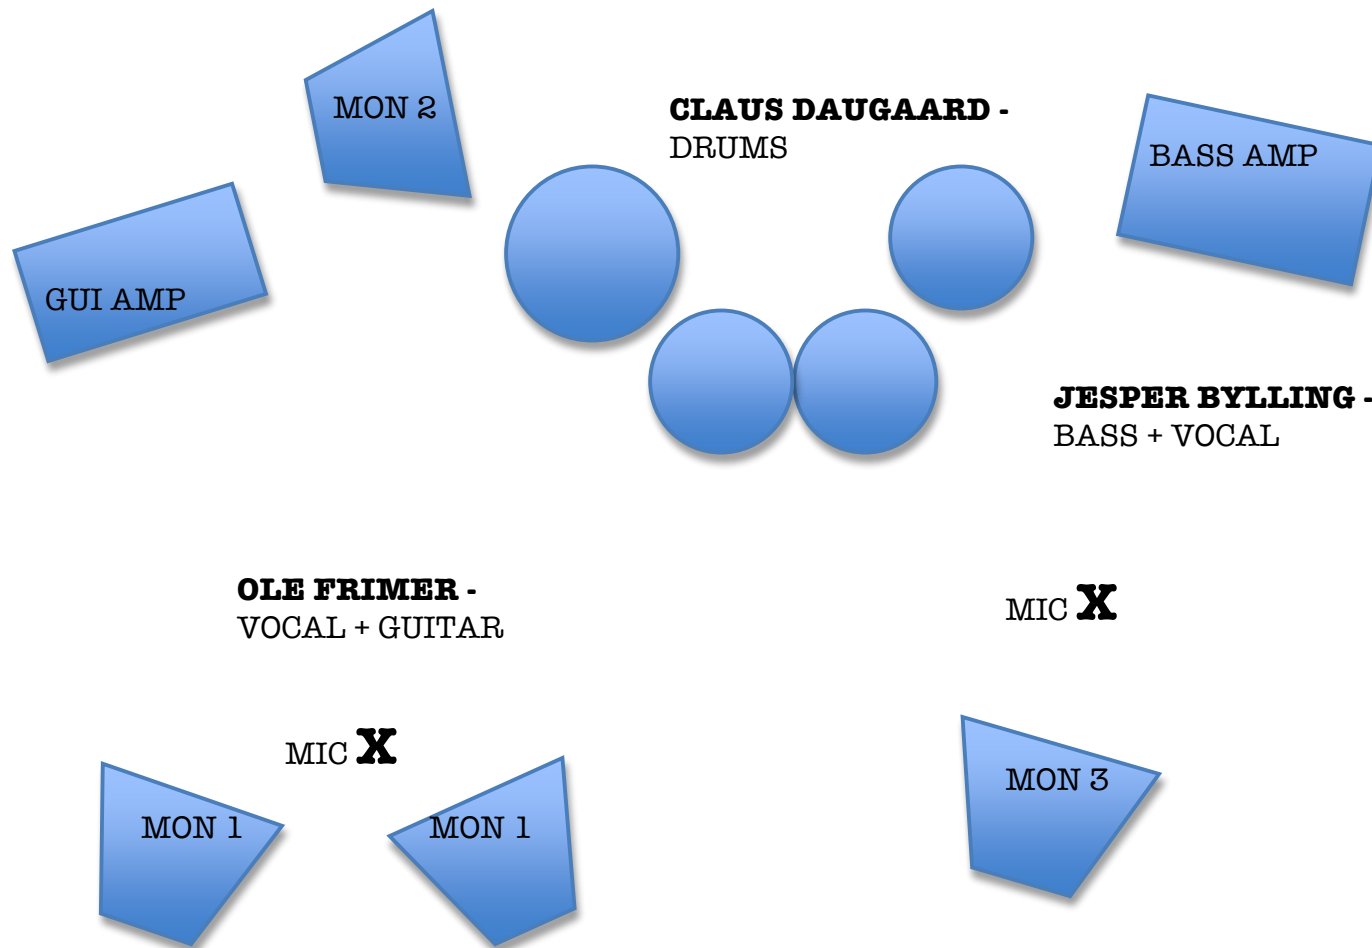 MON 2
CLAUS DAUGAARD -
DRUMS
BASS AMP
GUI AMP
JESPER BYLLING -
BASS + VOCAL
OLE FRIMER -
VOCAL + GUITAR
MIC X
MIC X
MON 1
MON 1
MON 3